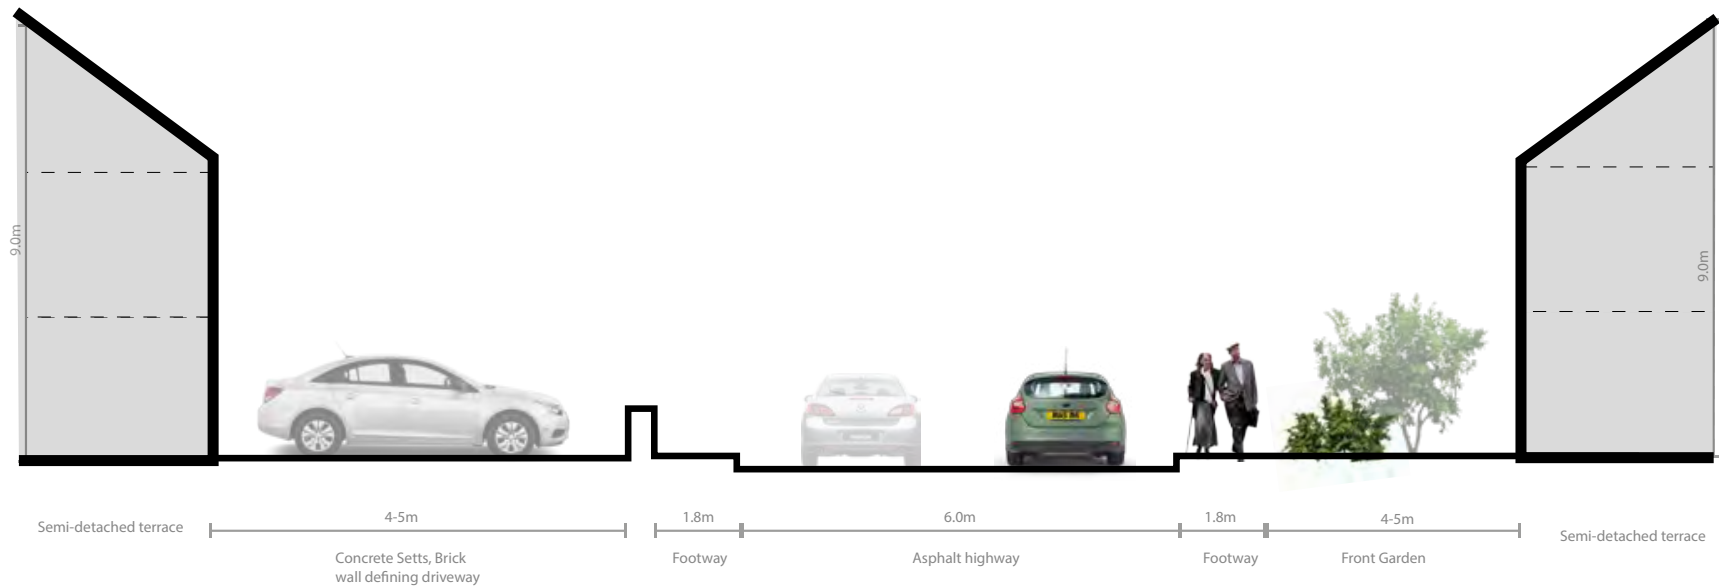 9.0m
9.0m
4-5m
1.8m
6.0m
1.8m
4-5m
Semi-detached terrace
Concrete Setts, Brick
wall defining driveway
Footway
Asphalt highway
Footway
Front Garden
Semi-detached terrace